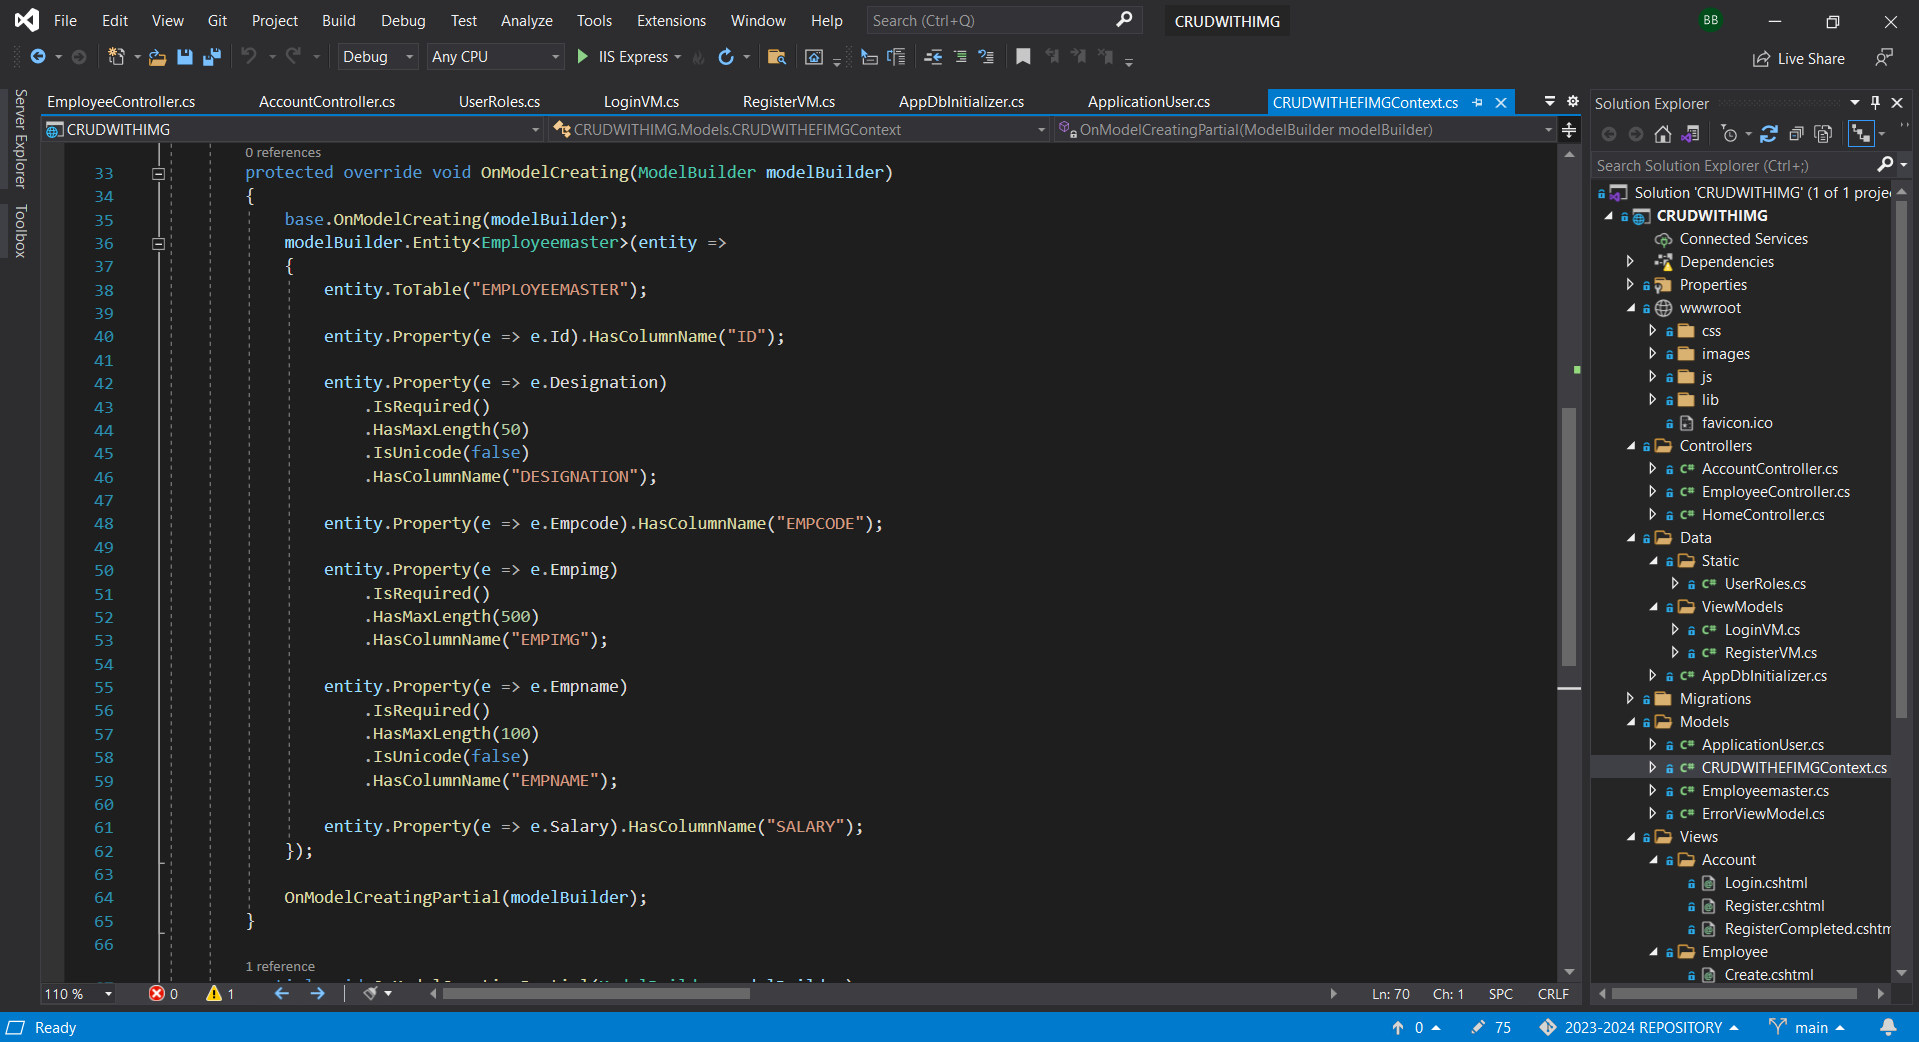 File Edit View Git Project Build Debug Test Analyze Tools Extensions Window Help Search (Ctrl+Q) CRUDWITHIMG BB
Debug Any CPU IIS Express Live Share
Server Explorer
Toolbox
EmployeeController.cs AccountController.cs UserRoles.cs LoginVM.cs RegisterVM.cs AppDbInitializer.cs ApplicationUser.cs CRUDWITHEFIMGContext.cs
CRUDWITHIMG CRUDWITHIMG.Models.CRUDWITHEFIMGContext OnModelCreatingPartial(ModelBuilder modelBuilder)
0 references
33 protected override void OnModelCreating(ModelBuilder modelBuilder)
34 {
35 base.OnModelCreating(modelBuilder);
36 modelBuilder.Entity<Employeemaster>(entity =>
37 {
38 entity.ToTable("EMPLOYEEMASTER");
39
40 entity.Property(e => e.Id).HasColumnName("ID");
41
42 entity.Property(e => e.Designation)
43 .IsRequired()
44 .HasMaxLength(50)
45 .IsUnicode(false)
46 .HasColumnName("DESIGNATION");
47
48 entity.Property(e => e.Empcode).HasColumnName("EMPCODE");
49
50 entity.Property(e => e.Empimg)
51 .IsRequired()
52 .HasMaxLength(500)
53 .HasColumnName("EMPIMG");
54
55 entity.Property(e => e.Empname)
56 .IsRequired()
57 .HasMaxLength(100)
58 .IsUnicode(false)
59 .HasColumnName("EMPNAME");
60
61 entity.Property(e => e.Salary).HasColumnName("SALARY");
62 });
63
64 OnModelCreatingPartial(modelBuilder);
65 }
66
1 reference
110 % 0 1 Ln: 70 Ch: 1 SPC CRLF
Solution Explorer
Search Solution Explorer (Ctrl+;)
Solution 'CRUDWITHIMG' (1 of 1 proje
CRUDWITHIMG
Connected Services
Dependencies
Properties
wwwroot
css
images
js
lib
favicon.ico
Controllers
C# AccountController.cs
C# EmployeeController.cs
C# HomeController.cs
Data
Static
C# UserRoles.cs
ViewModels
C# LoginVM.cs
C# RegisterVM.cs
C# AppDbInitializer.cs
Migrations
Models
C# ApplicationUser.cs
C# CRUDWITHEFIMGContext.cs
C# Employeemaster.cs
C# ErrorViewModel.cs
Views
Account
Login.cshtml
Register.cshtml
RegisterCompleted.cshtm
Employee
Create.cshtml
Ready 0 75 2023-2024 REPOSITORY main